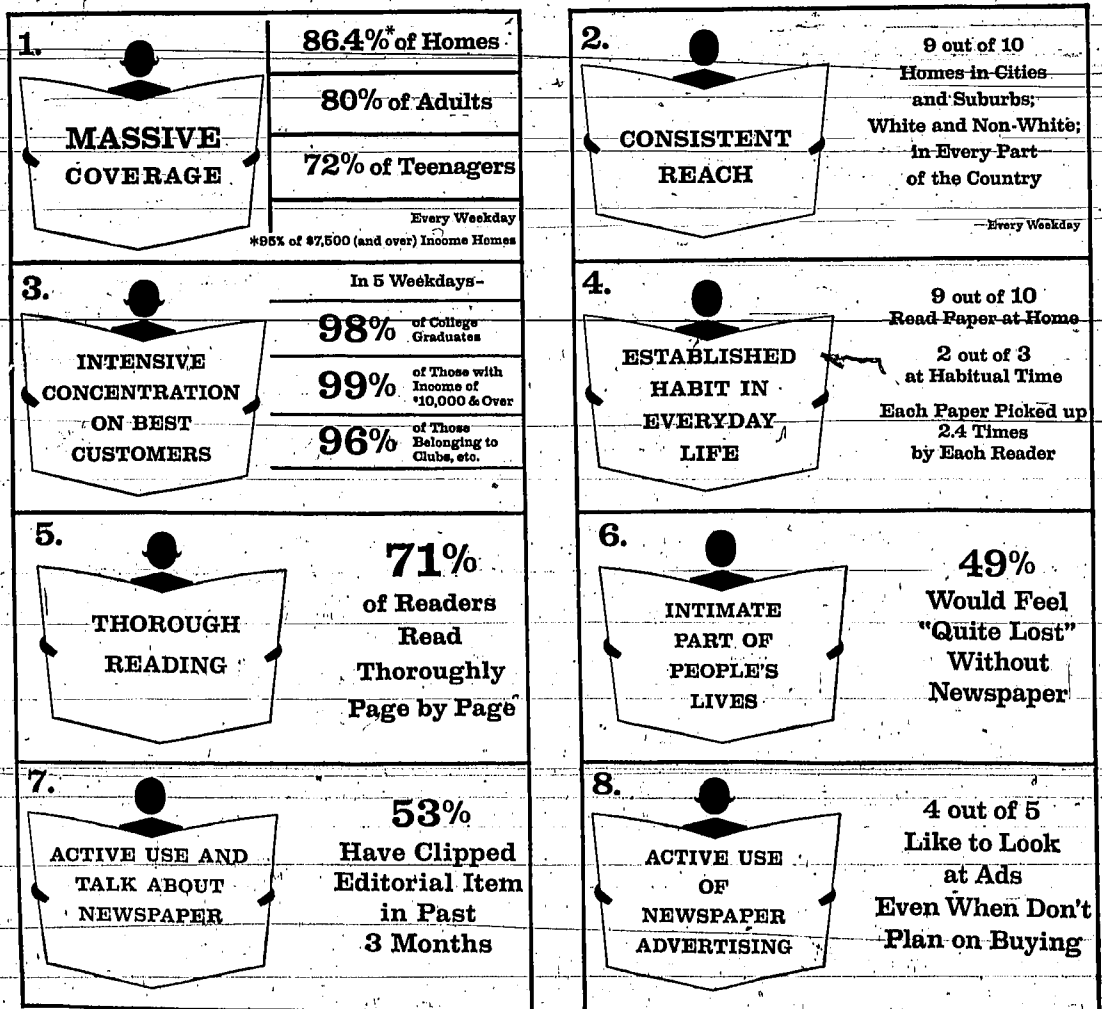 1.
MASSIVE
COVERAGE
86.4%* of Homes
80% of Adults
72% of Teenagers
Every Weekday
*95% of $7,500 (and over) Income Homes
2.
CONSISTENT
REACH
9 out of 10
Homes in Cities
and Suburbs;
White and Non-White;
in Every Part
of the Country
—Every Weekday
3.
INTENSIVE
CONCENTRATION
ON BEST
CUSTOMERS
In 5 Weekdays–
98% of College
Graduates
99% of Those with
Income of
$10,000 & Over
96% of Those
Belonging to
Clubs, etc.
4.
ESTABLISHED
HABIT IN
EVERYDAY
LIFE
9 out of 10
Read Paper at Home
2 out of 3
at Habitual Time
Each Paper Picked up
2.4 Times
by Each Reader
5.
THOROUGH
READING
71%
of Readers
Read
Thoroughly
Page by Page
6.
INTIMATE
PART OF
PEOPLE'S
LIVES
49%
Would Feel
"Quite Lost"
Without
Newspaper
7.
ACTIVE USE AND
TALK ABOUT
NEWSPAPER
53%
Have Clipped
Editorial Item
in Past
3 Months
8.
ACTIVE USE
OF
NEWSPAPER
ADVERTISING
4 out of 5
Like to Look
at Ads
Even When Don't
Plan on Buying